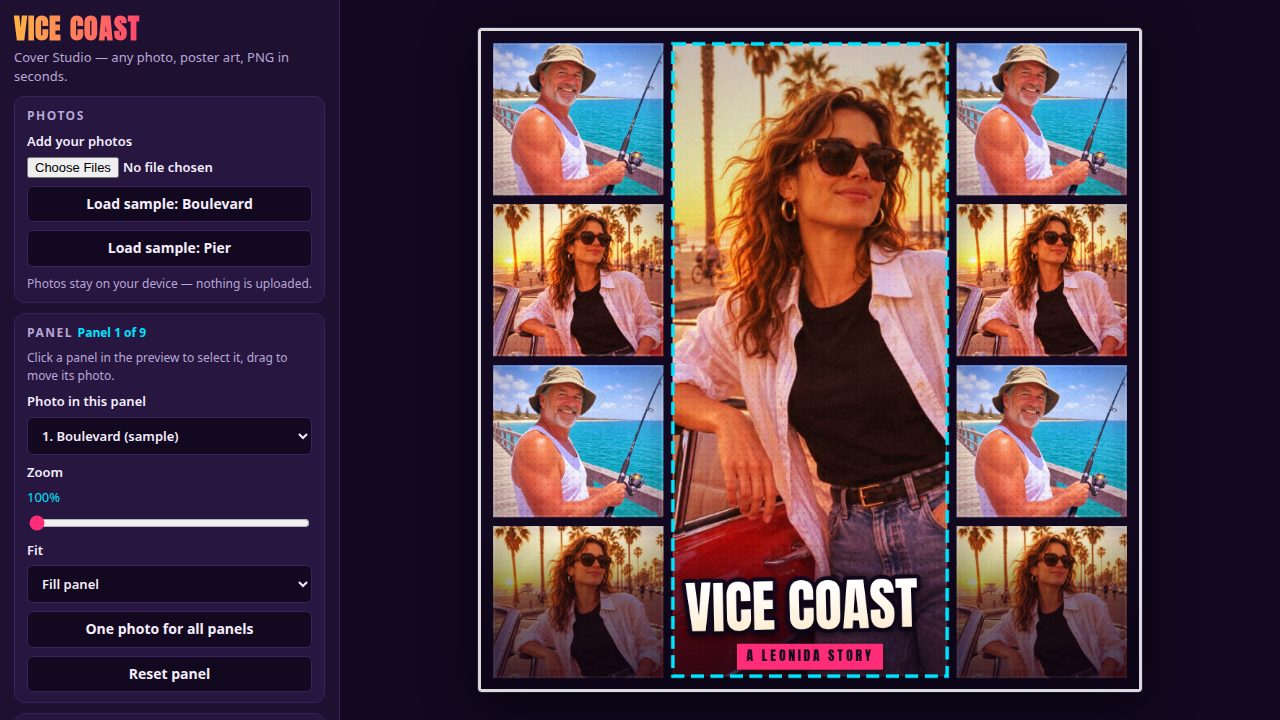 VICE COAST
Cover Studio — any photo, poster art, PNG in
seconds.
PHOTOS
Add your photos
Choose Files No file chosen
Load sample: Boulevard
Load sample: Pier
Photos stay on your device — nothing is uploaded.
PANEL Panel 1 of 9
Click a panel in the preview to select it, drag to
move its photo.
Photo in this panel
1. Boulevard (sample)
Zoom
100%
Fit
Fill panel
One photo for all panels
Reset panel
VICE COAST
A LEONIDA STORY